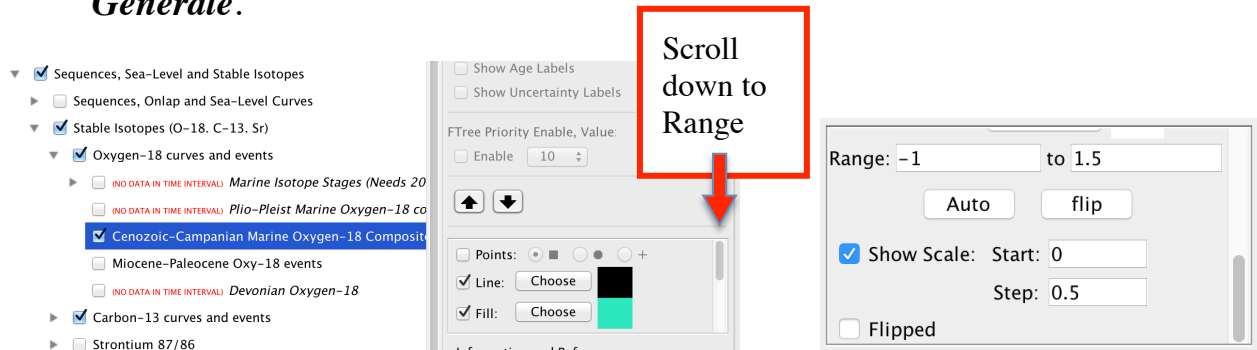 Generale.
Sequences, Sea-Level and Stable Isotopes
Sequences, Onlap and Sea-Level Curves
Stable Isotopes (O-18. C-13. Sr)
Oxygen-18 curves and events
(NO DATA IN TIME INTERVAL) Marine Isotope Stages (Needs 20
(NO DATA IN TIME INTERVAL) Plio-Pleist Marine Oxygen-18 co
Cenozoic-Campanian Marine Oxygen-18 Composit
Miocene-Paleocene Oxy-18 events
(NO DATA IN TIME INTERVAL) Devonian Oxygen-18
Carbon-13 curves and events
Strontium 87/86
Show Age Labels
Show Uncertainty Labels
FTree Priority Enable, Value:
Enable 10
Points:
Line: Choose
Fill: Choose
Scroll
down to
Range
Range: -1 to 1.5
Auto flip
Show Scale: Start: 0
Step: 0.5
Flipped